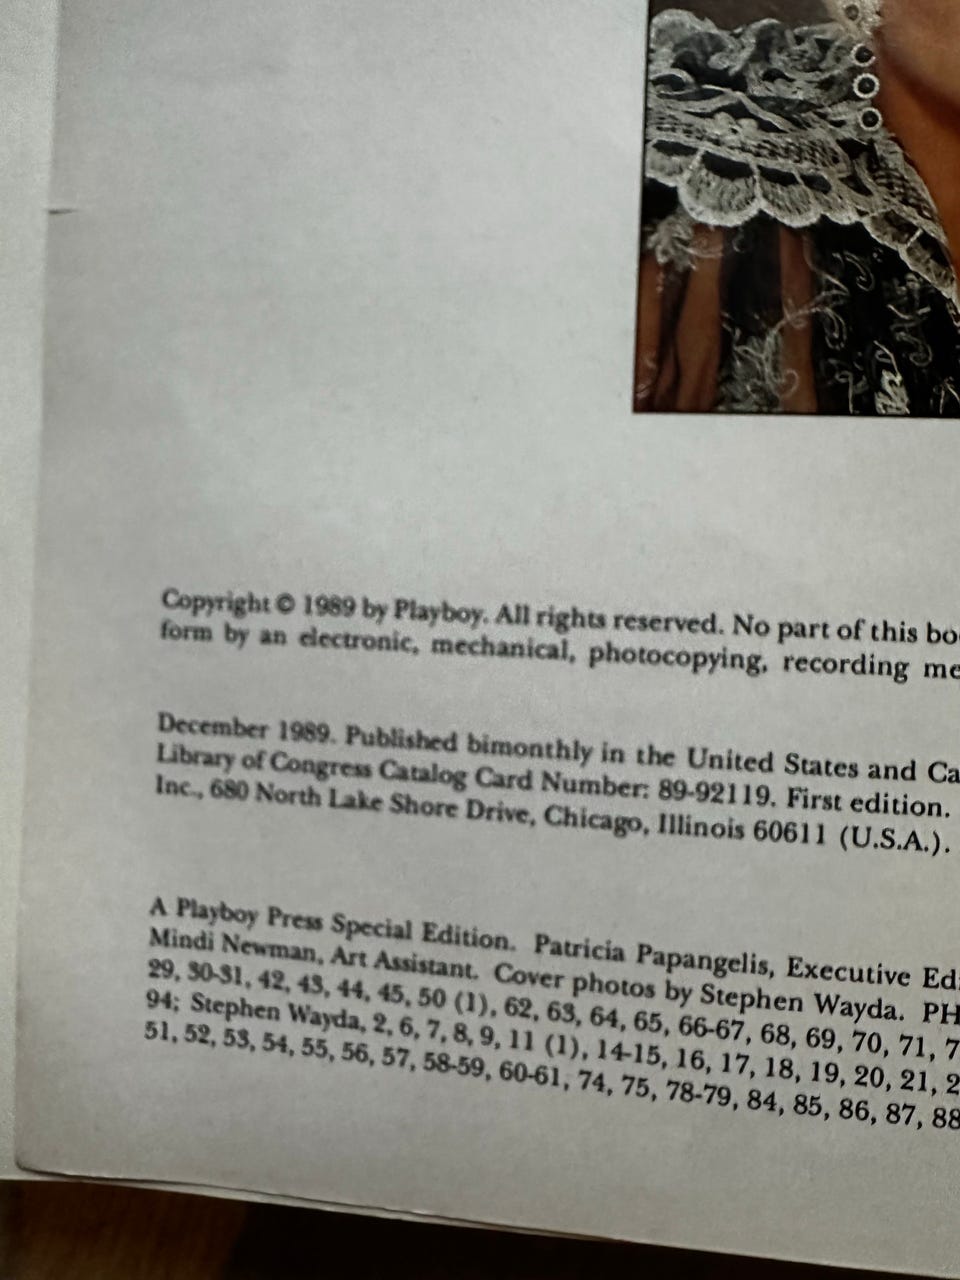 Copyright © 1989 by Playboy. All rights reserved. No part of this bo
form by an electronic, mechanical, photocopying, recording me
December 1989. Published bimonthly in the United States and Ca
Library of Congress Catalog Card Number: 89-92119. First edition.
Inc., 680 North Lake Shore Drive, Chicago, Illinois 60611 (U.S.A.).
A Playboy Press Special Edition. Patricia Papangelis, Executive Edi
Mindi Newman, Art Assistant. Cover photos by Stephen Wayda. PH
29, 30-31, 42, 43, 44, 45, 50 (1), 62, 63, 64, 65, 66-67, 68, 69, 70, 71, 7
94; Stephen Wayda, 2, 6, 7, 8, 9, 11 (1), 14-15, 16, 17, 18, 19, 20, 21, 2
51, 52, 53, 54, 55, 56, 57, 58-59, 60-61, 74, 75, 78-79, 84, 85, 86, 87, 88